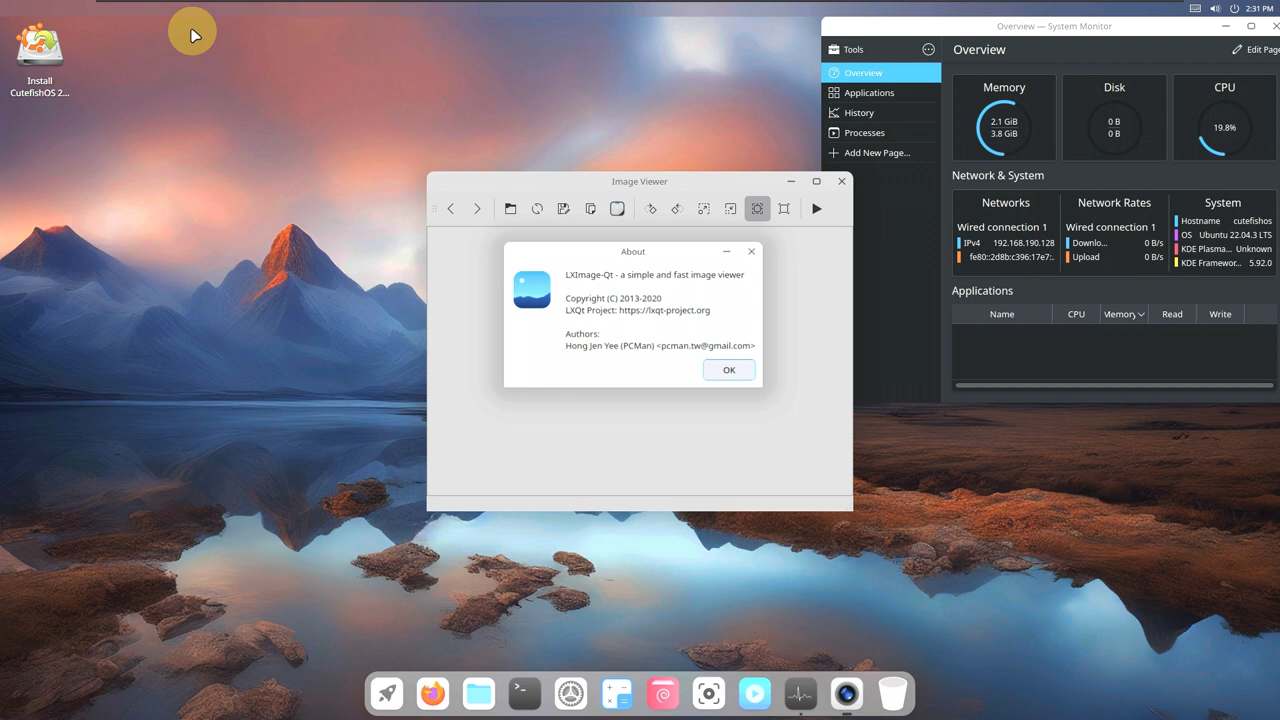 2:31 PM
Install
CutefishOS 2...
Overview — System Monitor
Tools
Overview
Edit Page
Overview
Applications
History
Processes
Add New Page...
Memory
2.1 GiB
3.8 GiB
Disk
0 B
0 B
CPU
19.8%
Network & System
Networks
Wired connection 1
IPv4 192.168.190.128
fe80::2d8b:c396:17e7:..
Network Rates
Wired connection 1
Downlo... 0 B/s
Upload 0 B/s
System
Hostname cutefishos
OS Ubuntu 22.04.3 LTS
KDE Plasma... Unknown
KDE Framewor... 5.92.0
Applications
Name CPU Memory Read Write
Image Viewer
About
LXImage-Qt - a simple and fast image viewer
Copyright (C) 2013-2020
LXQt Project: https://lxqt-project.org
Authors:
Hong Jen Yee (PCMan) <pcman.tw@gmail.com>
OK